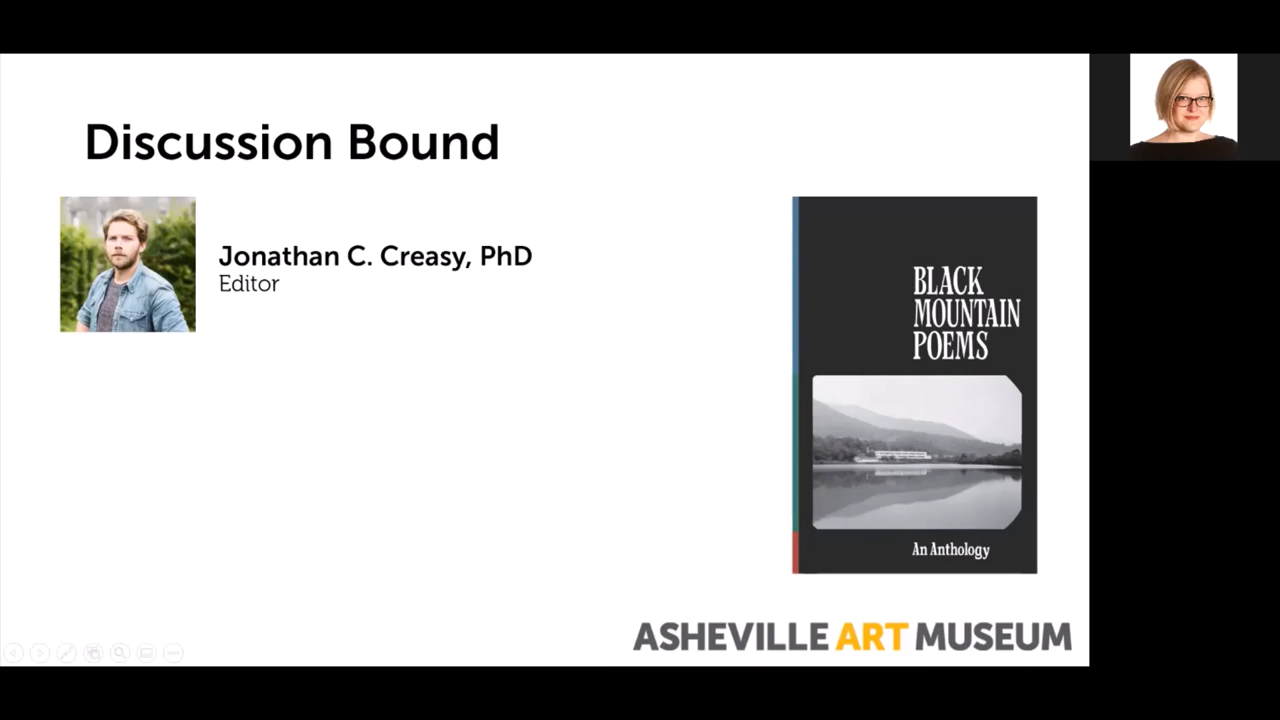 Discussion Bound
Jonathan C. Creasy, PhD
Editor
BLACK
MOUNTAIN
POEMS
An Anthology
ASHEVILLE ART MUSEUM